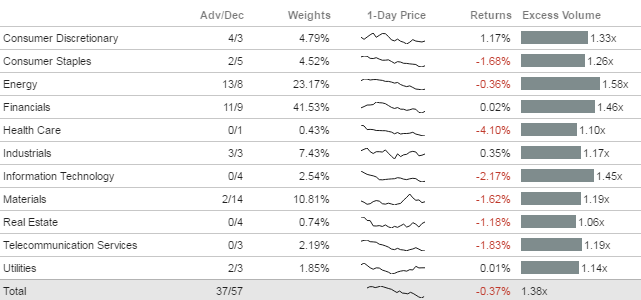 Adv/Dec Weights 1-Day Price Returns Excess Volume
Consumer Discretionary 4/3 4.79% 1.17% 1.33x
Consumer Staples 2/5 4.52% -1.68% 1.26x
Energy 13/8 23.17% -0.36% 1.58x
Financials 11/9 41.53% 0.02% 1.46x
Health Care 0/1 0.43% -4.10% 1.10x
Industrials 3/3 7.43% 0.35% 1.17x
Information Technology 0/4 2.54% -2.17% 1.45x
Materials 2/14 10.81% -1.62% 1.19x
Real Estate 0/4 0.74% -1.18% 1.06x
Telecommunication Services 0/3 2.19% -1.83% 1.19x
Utilities 2/3 1.85% 0.01% 1.14x
Total 37/57 -0.37% 1.38x